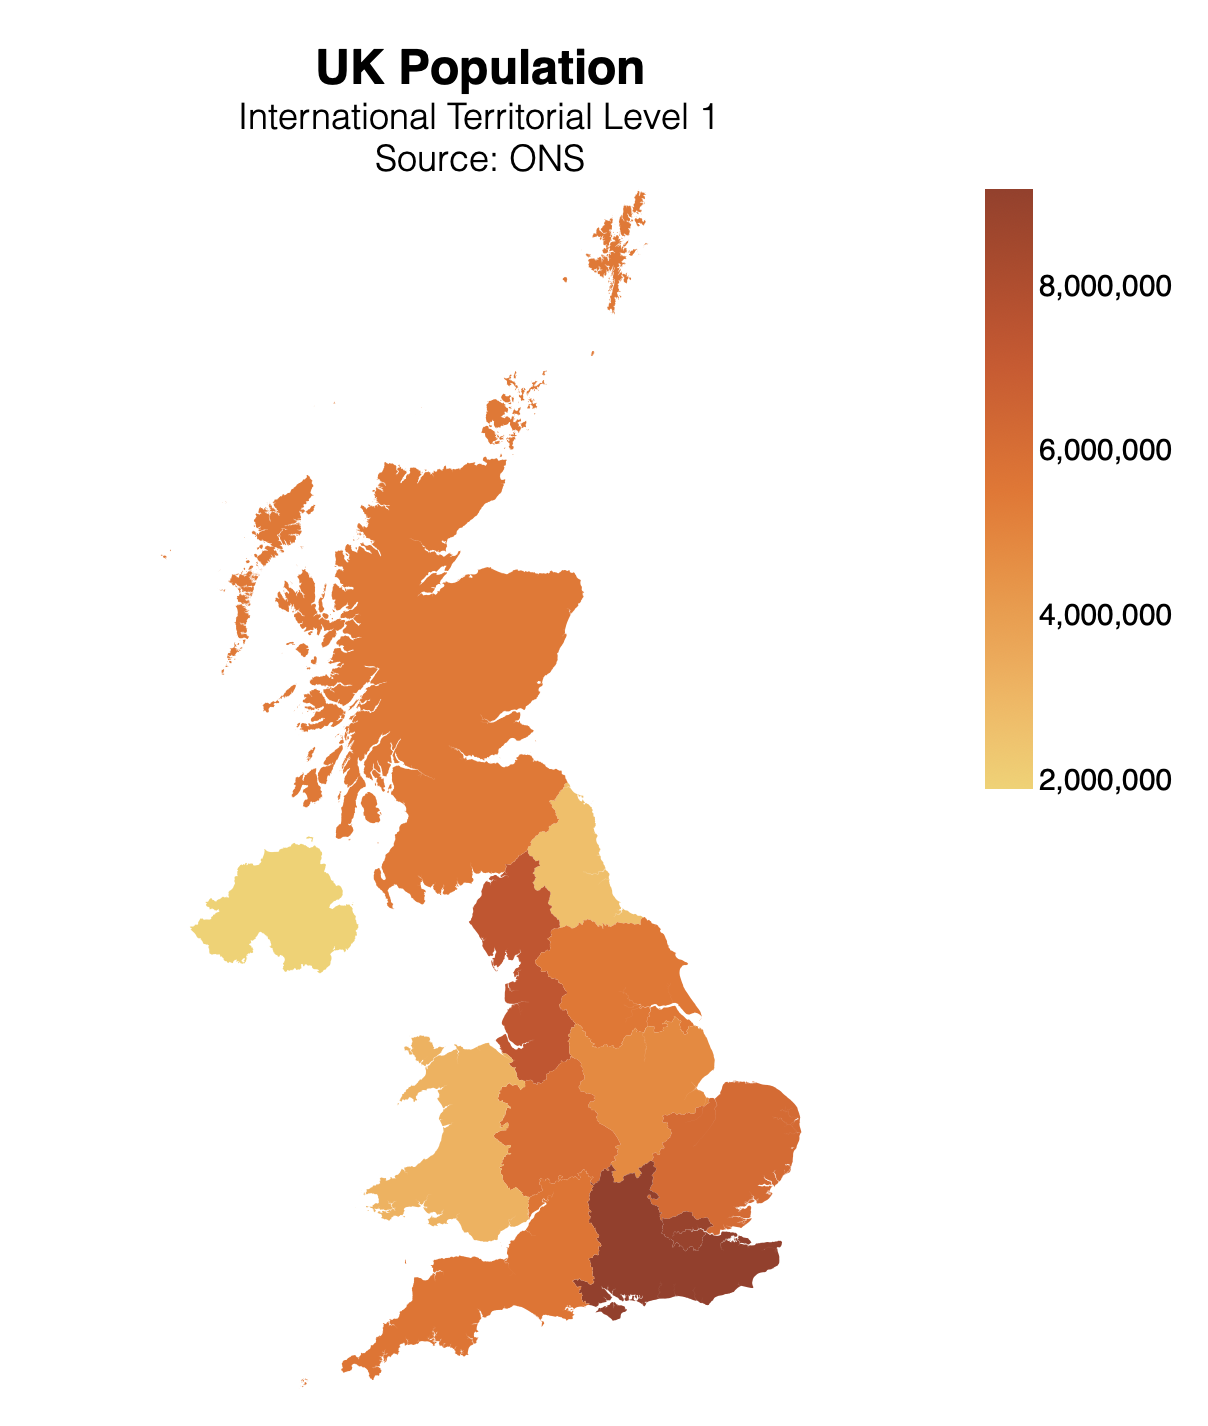 UK Population
International Territorial Level 1
Source: ONS
8,000,000
6,000,000
4,000,000
2,000,000